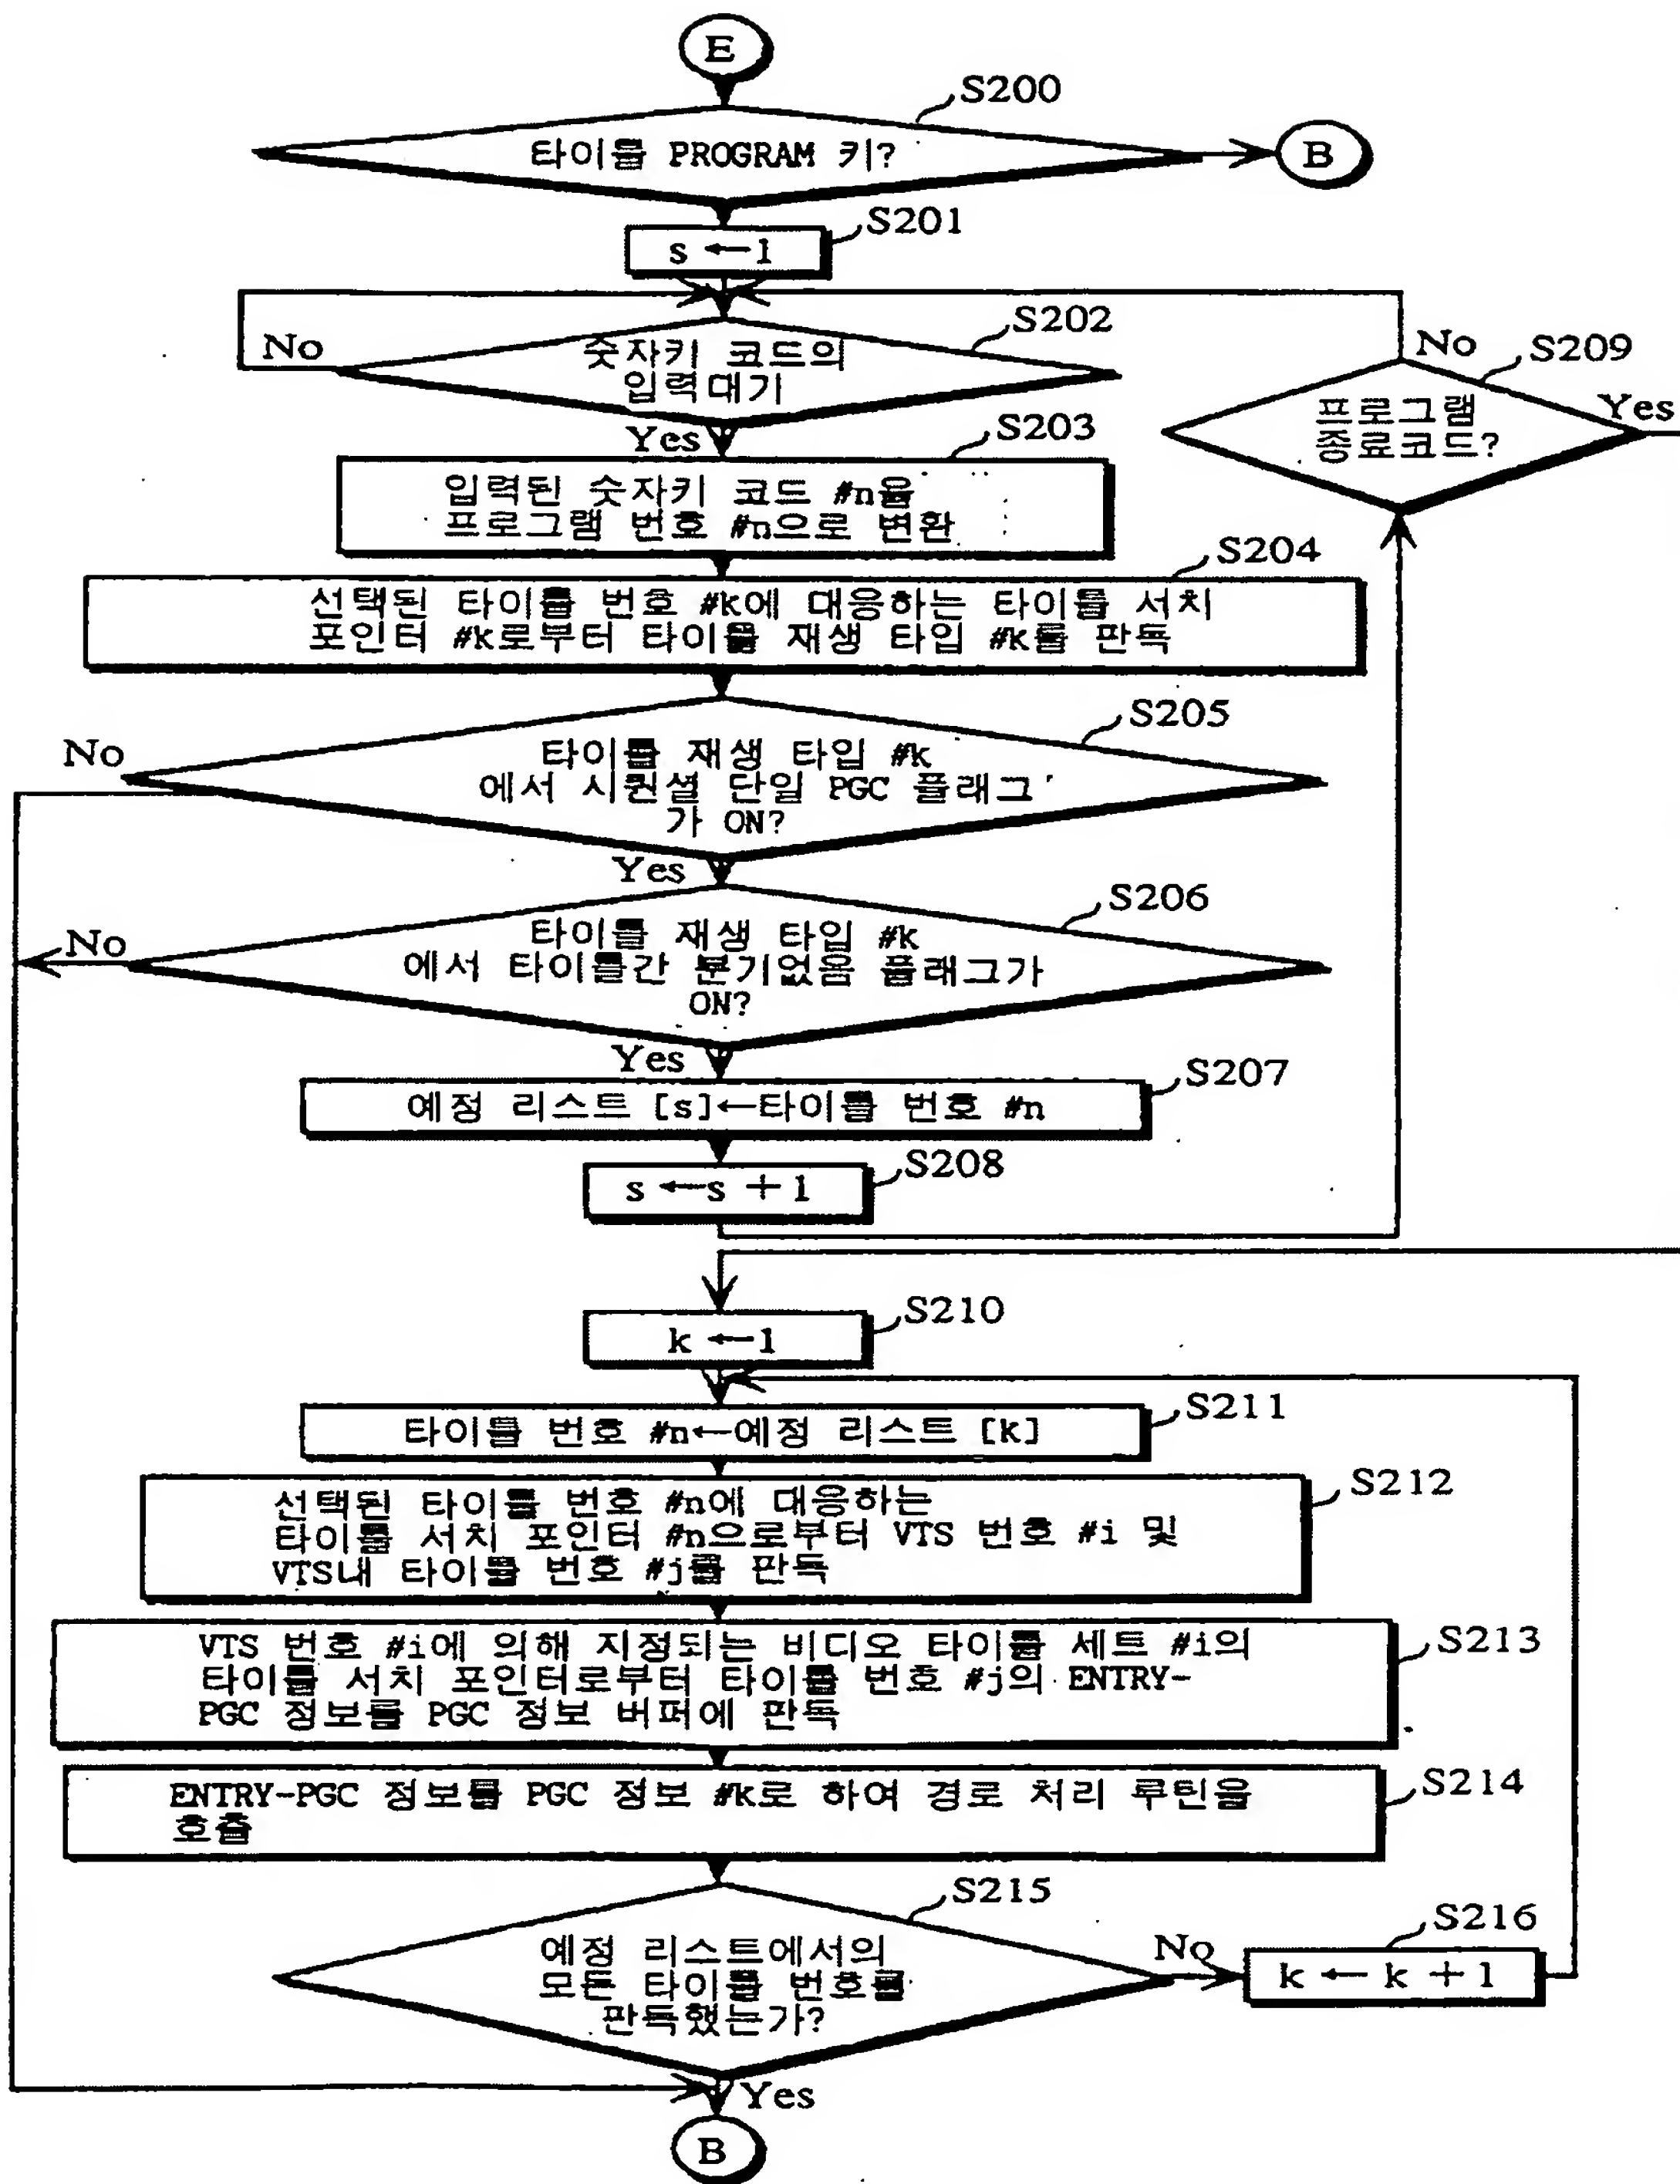 E
S200
타이틀 PROGRAM 키?
B
S201
s ←1
S202
No
숫자키 코드의
입력대기
No
S209
프로그램
종료코드?
Yes
Yes
S203
입력된 숫자키 코드 #n을
프로그램 번호 #n으로 변환
S204
선택된 타이틀 번호 #k에 대응하는 타이틀 서치
포인터 #k로부터 타이틀 재생 타입 #k를 판독
S205
No
타이틀 재생 타입 #k
에서 시퀀셜 단일 PGC 플래그
가 ON?
Yes
S206
No
타이틀 재생 타입 #k
에서 타이틀간 분기없음 플래그가
ON?
Yes
S207
예정 리스트 [s]←타이틀 번호 #n
S208
s ←s +1
S210
k ←1
S211
타이틀 번호 #n←예정 리스트 [k]
S212
선택된 타이틀 번호 #n에 대응하는
타이틀 서치 포인터 #n으로부터 VTS 번호 #i 및
VTS내 타이틀 번호 #j를 판독
S213
VTS 번호 #i에 의해 지정되는 비디오 타이틀 세트 #i의
타이틀 서치 포인터로부터 타이틀 번호 #j의 ENTRY-
PGC 정보를 PGC 정보 버퍼에 판독
S214
ENTRY-PGC 정보를 PGC 정보 #k로 하여 경로 처리 루틴을
호출
S215
예정 리스트에서의
모든 타이틀 번호를
판독했는가?
No
S216
k ← k +1
Yes
B